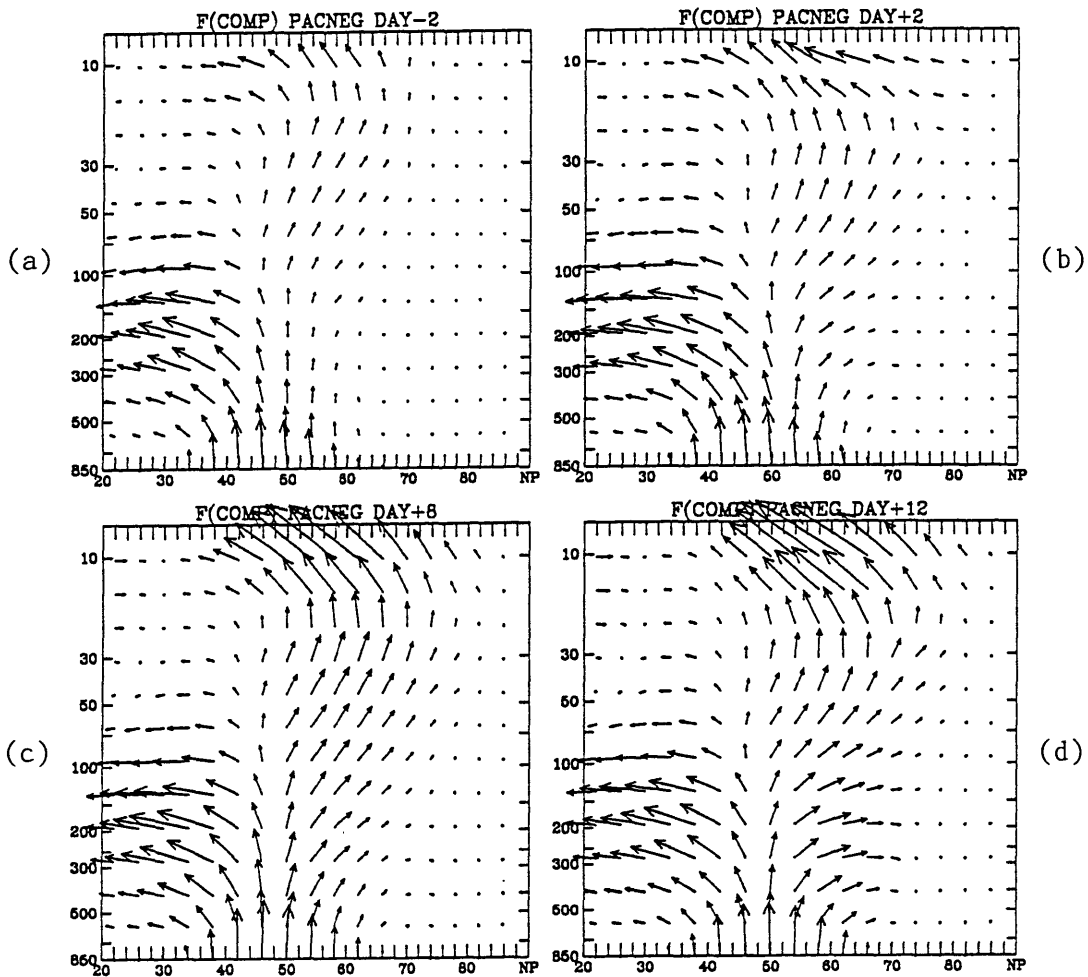 F(COMP) PACNEG DAY−2
10
30
50
100
200
300
500
850
20 30 40 50 60 70 80 NP
(a)
F(COMP) PACNEG DAY+2
10
30
50
100
200
300
500
850
20 30 40 50 60 70 80 NP
(b)
F(COMP) PACNEG DAY+8
10
30
50
100
200
300
500
850
20 30 40 50 60 70 80 NP
(c)
F(COMP) PACNEG DAY+12
10
30
50
100
200
300
500
850
20 30 40 50 60 70 80 NP
(d)